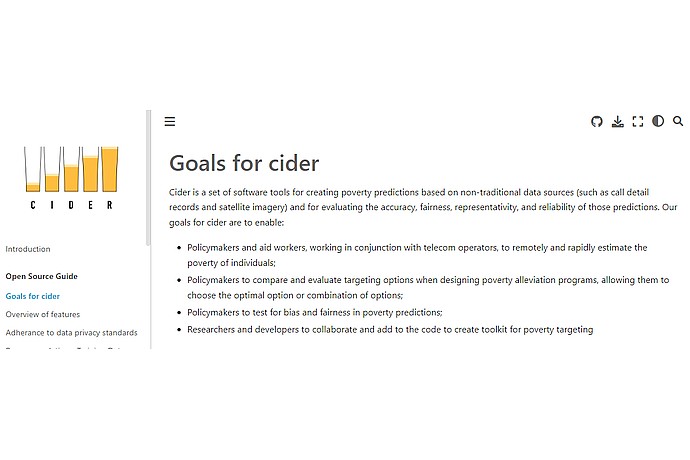 C I D E R
Introduction
Open Source Guide
Goals for cider
Overview of features
Adherence to data privacy standards
Goals for cider
Cider is a set of software tools for creating poverty predictions based on non-traditional data sources (such as call detail
records and satellite imagery) and for evaluating the accuracy, fairness, representativity, and reliability of those predictions. Our
goals for cider are to enable:
• Policymakers and aid workers, working in conjunction with telecom operators, to remotely and rapidly estimate the
poverty of individuals;
• Policymakers to compare and evaluate targeting options when designing poverty alleviation programs, allowing them to
choose the optimal option or combination of options;
• Policymakers to test for bias and fairness in poverty predictions;
• Researchers and developers to collaborate and add to the code to create toolkit for poverty targeting